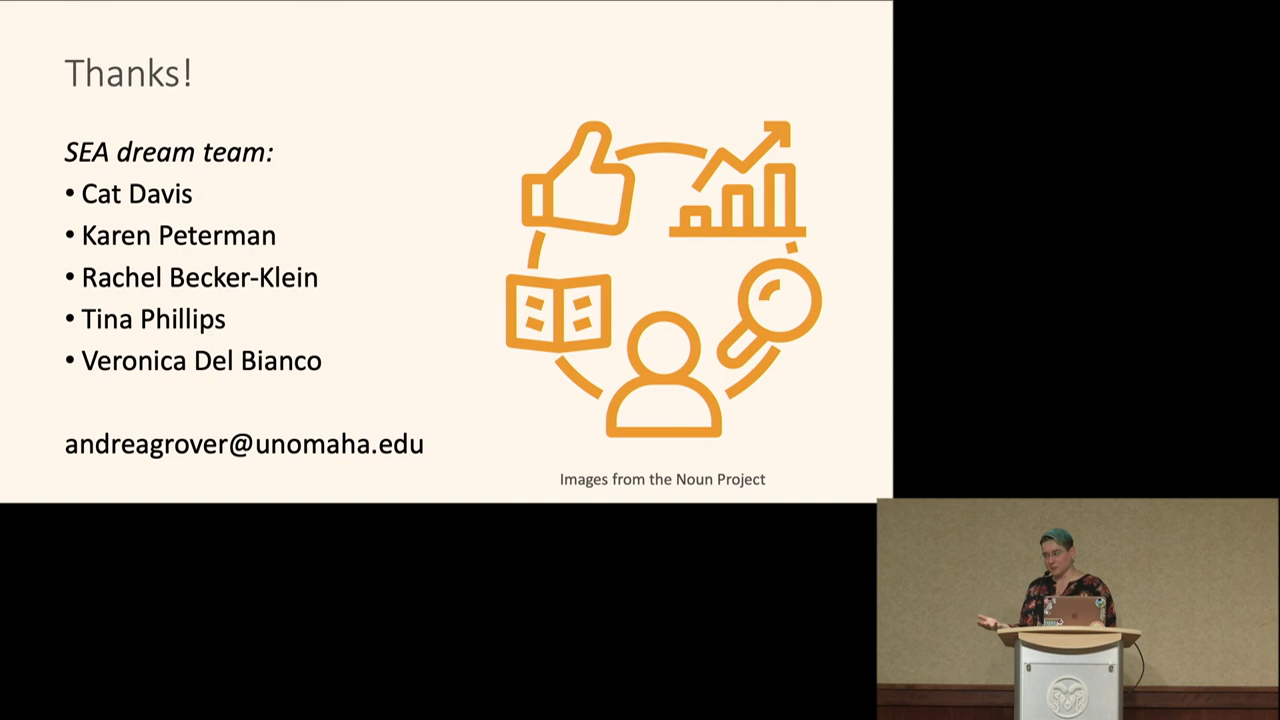 Thanks!
SEA dream team:
• Cat Davis
• Karen Peterman
• Rachel Becker-Klein
• Tina Phillips
• Veronica Del Bianco
andreagrover@unomaha.edu
Images from the Noun Project